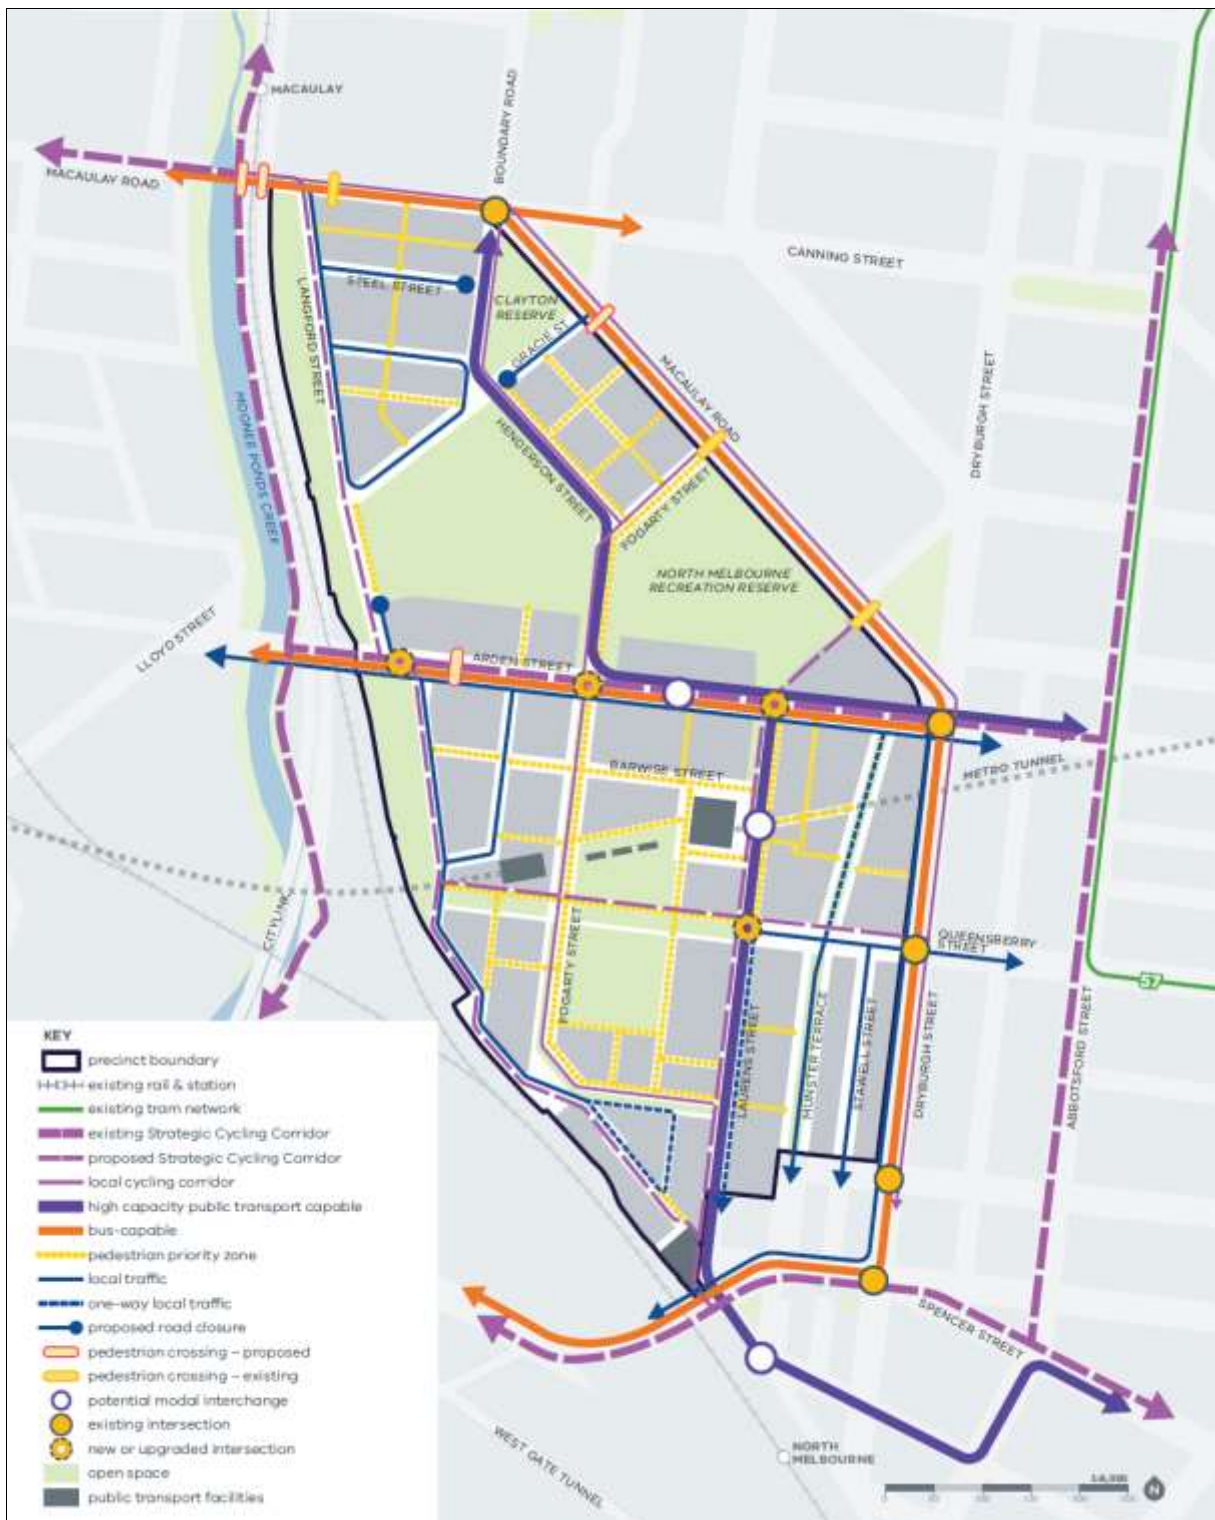 MACAULAY
BOUNDARY ROAD
MACAULAY ROAD
CANNING STREET
STEEL STREET
LANGFORD STREET
CLAYTON
RESERVE
GRACIE ST
MACAULAY ROAD
DRYBURGH STREET
MOONEE PONDS CREEK
HENDERSON STREET
FOGARTY STREET
NORTH MELBOURNE
RECREATION RESERVE
LLOYD STREET
ARDEN STREET
BARWISE STREET
METRO TUNNEL
CITYLINK
FOGARTY STREET
QUEENSBERRY
STREET
57
LAURENS STREET
MUNSTER TERRACE
STAWELL STREET
DRYBURGH STREET
ABBOTSFORD STREET
SPENCER STREET
WEST GATE TUNNEL
NORTH
MELBOURNE
N
KEY
precinct boundary
existing rail & station
existing tram network
existing Strategic Cycling Corridor
proposed Strategic Cycling Corridor
local cycling corridor
high capacity public transport capable
bus-capable
pedestrian priority zone
local traffic
one-way local traffic
proposed road closure
pedestrian crossing – proposed
pedestrian crossing – existing
potential modal interchange
existing intersection
new or upgraded intersection
open space
public transport facilities